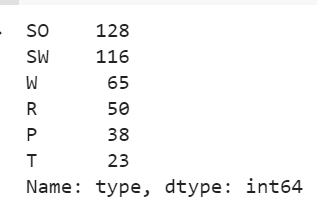 SO 128
SW 116
W 65
R 50
P 38
T 23
Name: type, dtype: int64